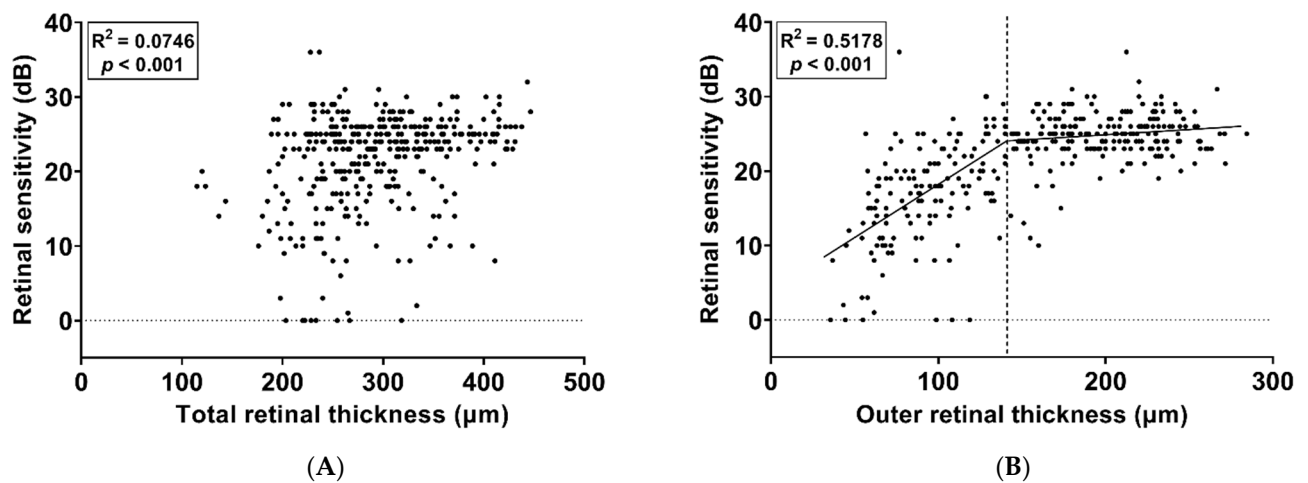 R² = 0.0746
p < 0.001
Retinal sensitivity (dB)
40
30
20
10
0
0 100 200 300 400 500
Total retinal thickness (μm)
(A)
R² = 0.5178
p < 0.001
Retinal sensitivity (dB)
40
30
20
10
0
0 100 200 300
Outer retinal thickness (μm)
(B)